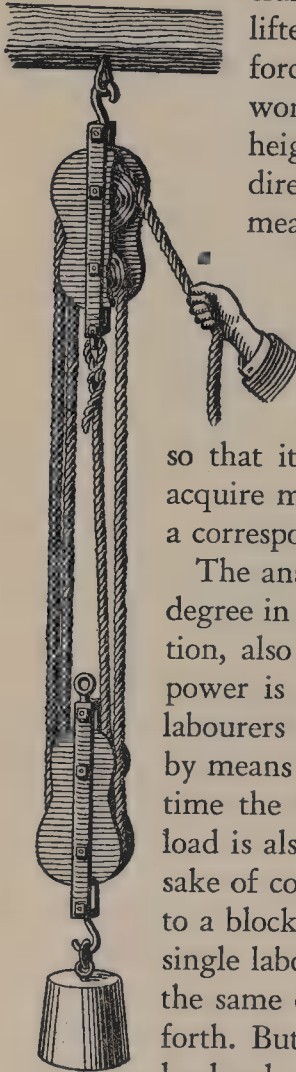 lifte
forc
wor
heig
dire
mea
so that it
acquire m
a correspo
The ans
degree in
tion, also
power is
labourers
by means
time the
load is als
sake of co
to a block
single labo
the same
forth. But